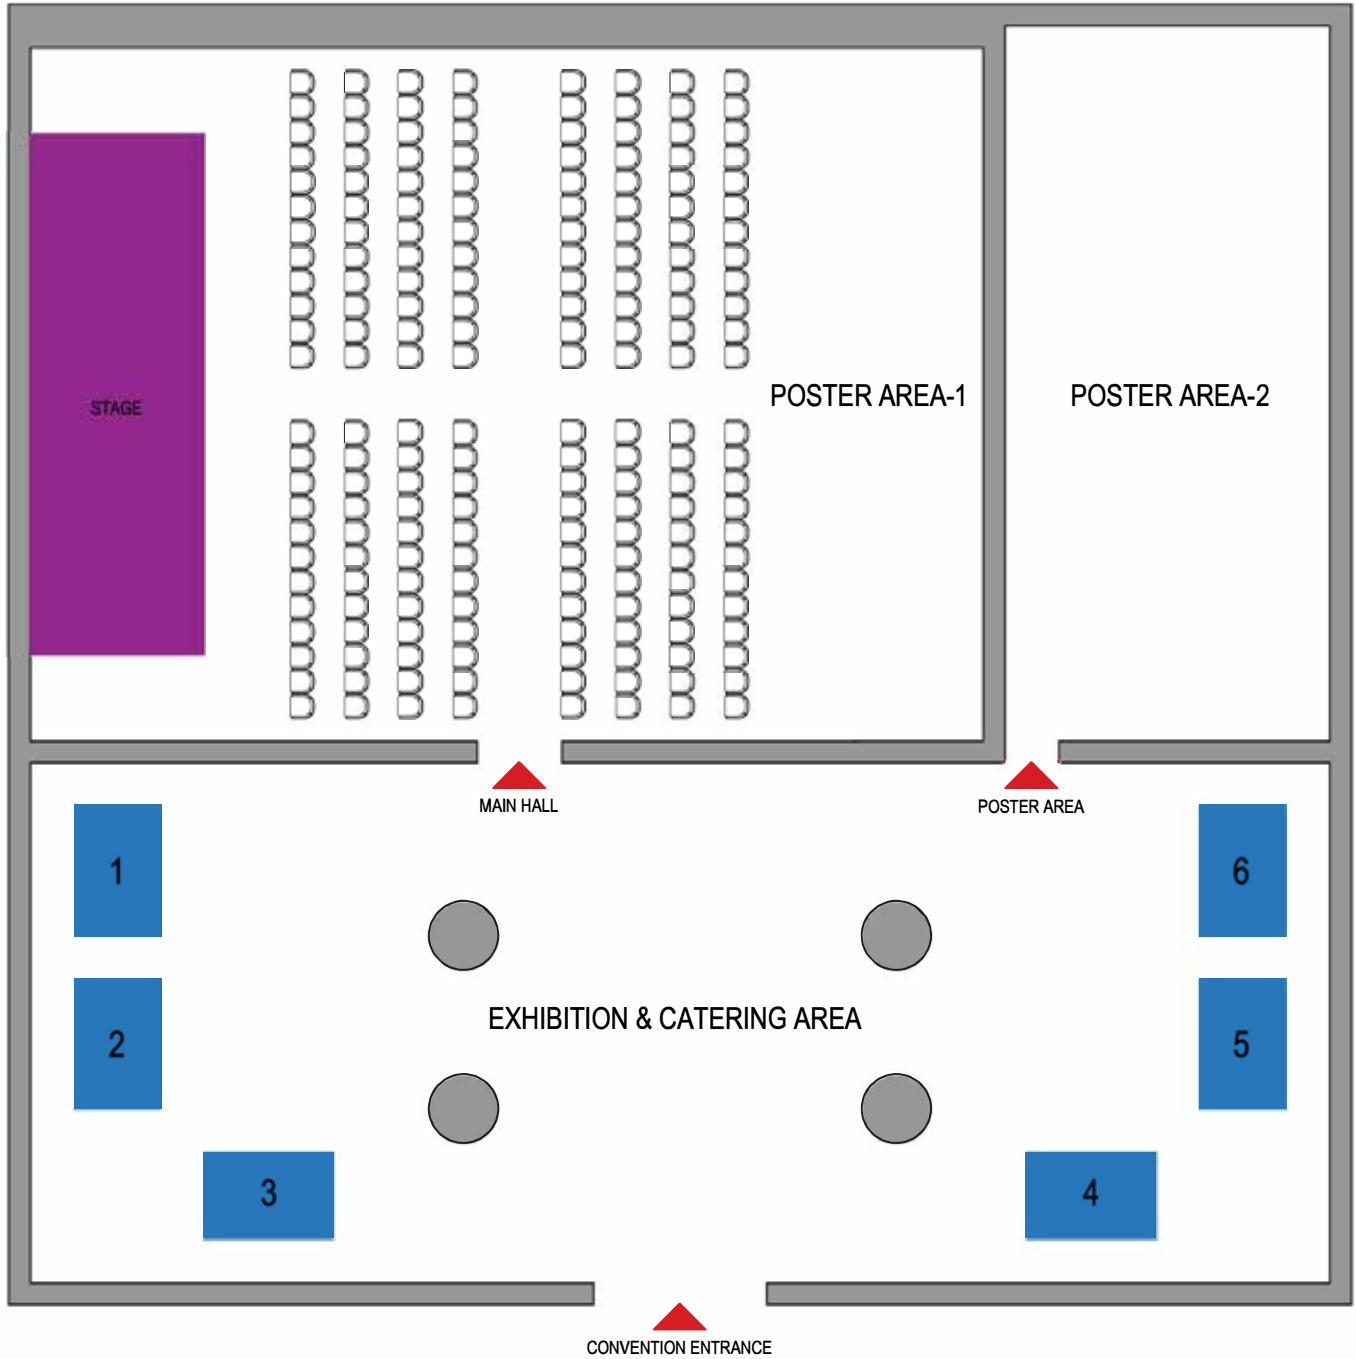 STAGE
POSTER AREA-1
POSTER AREA-2
MAIN HALL
POSTER AREA
1
6
EXHIBITION & CATERING AREA
2
5
3
4
CONVENTION ENTRANCE